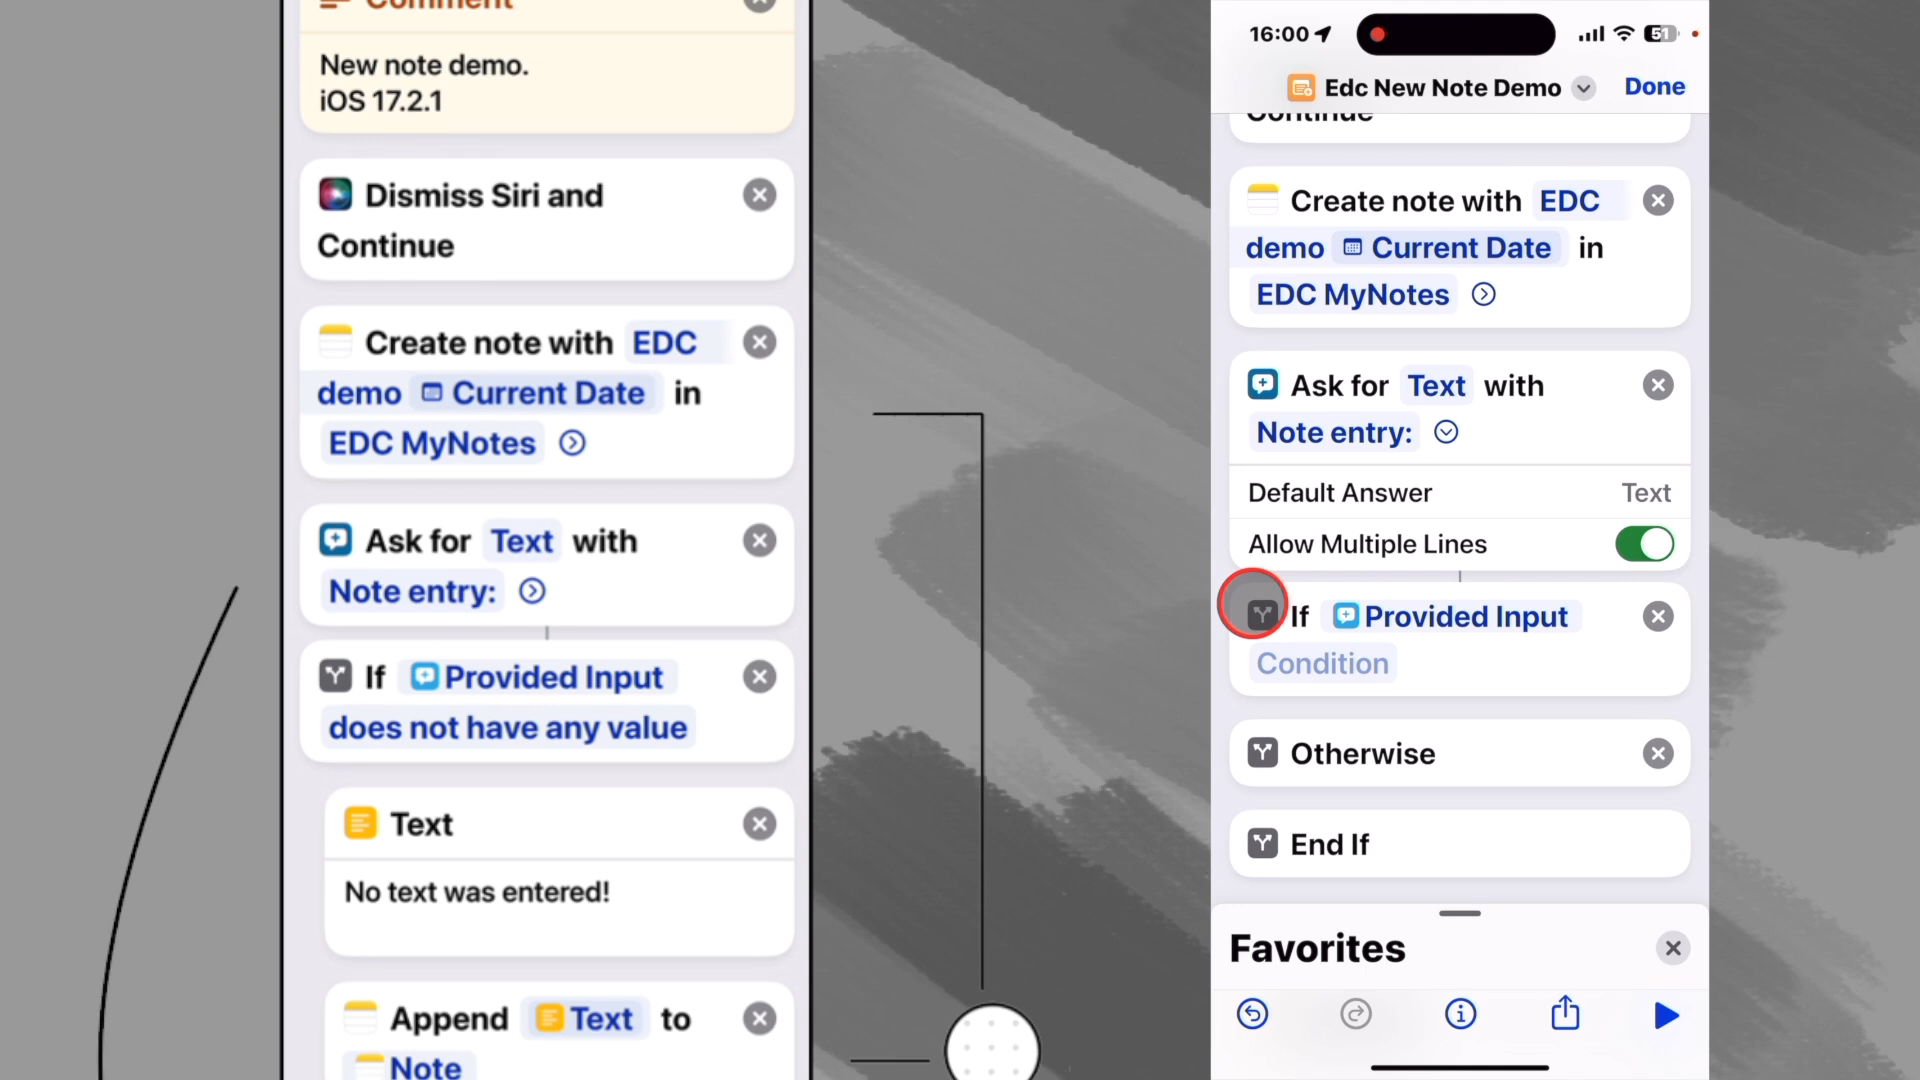 Comment
New note demo.
iOS 17.2.1
Dismiss Siri and
Continue
Create note with EDC
demo Current Date in
EDC MyNotes
Ask for Text with
Note entry:
If Provided Input
does not have any value
Text
No text was entered!
Append Text to
Note
16:00
51
Edc New Note Demo
Done
Continue
Create note with EDC
demo Current Date in
EDC MyNotes
Ask for Text with
Note entry:
Default Answer Text
Allow Multiple Lines
If Provided Input
Condition
Otherwise
End If
Favorites